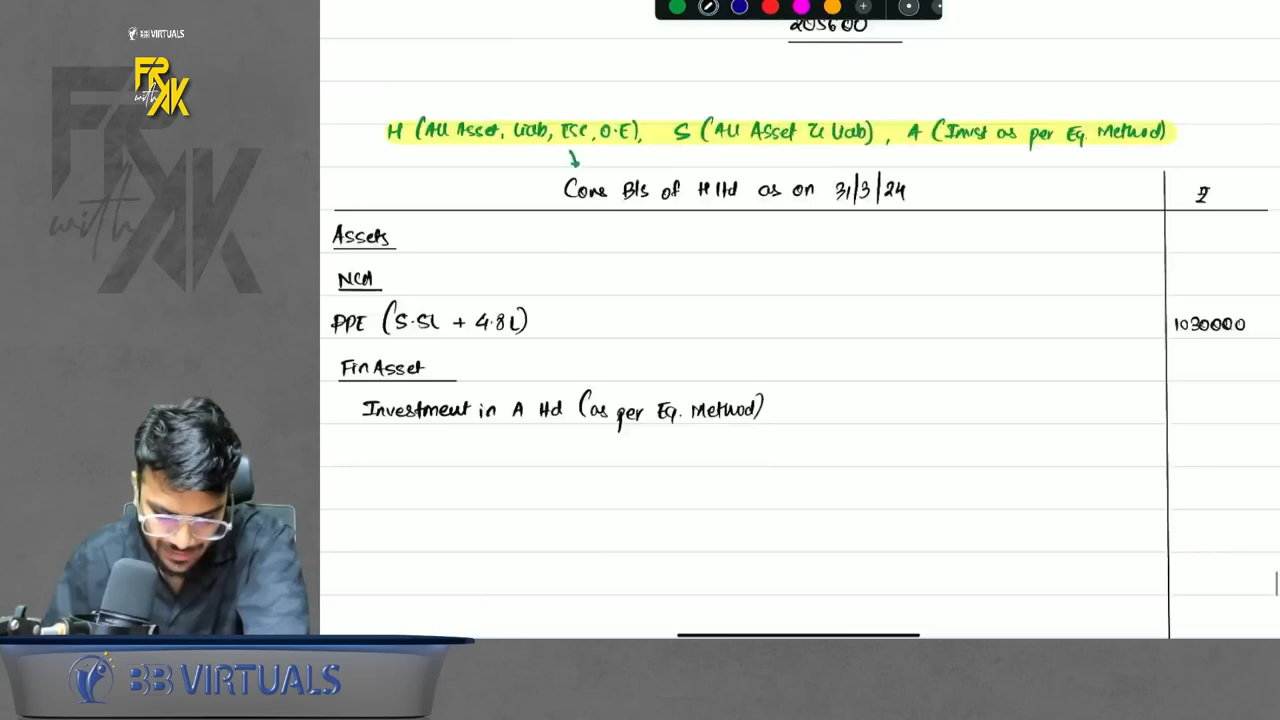 BB VIRTUALS
FR
with
AK
205600
H (All Asset, Liab, ESC, O.E), S (All Asset & Liab), A (Invst as per Eq. Method)
Cons B/s of H ltd as on 31/3/24
₹
Assets
NCA
PPE (5.5L + 4.8L)
1030000
Fin Asset
Investment in A ltd (as per Eq. Method)
BB VIRTUALS